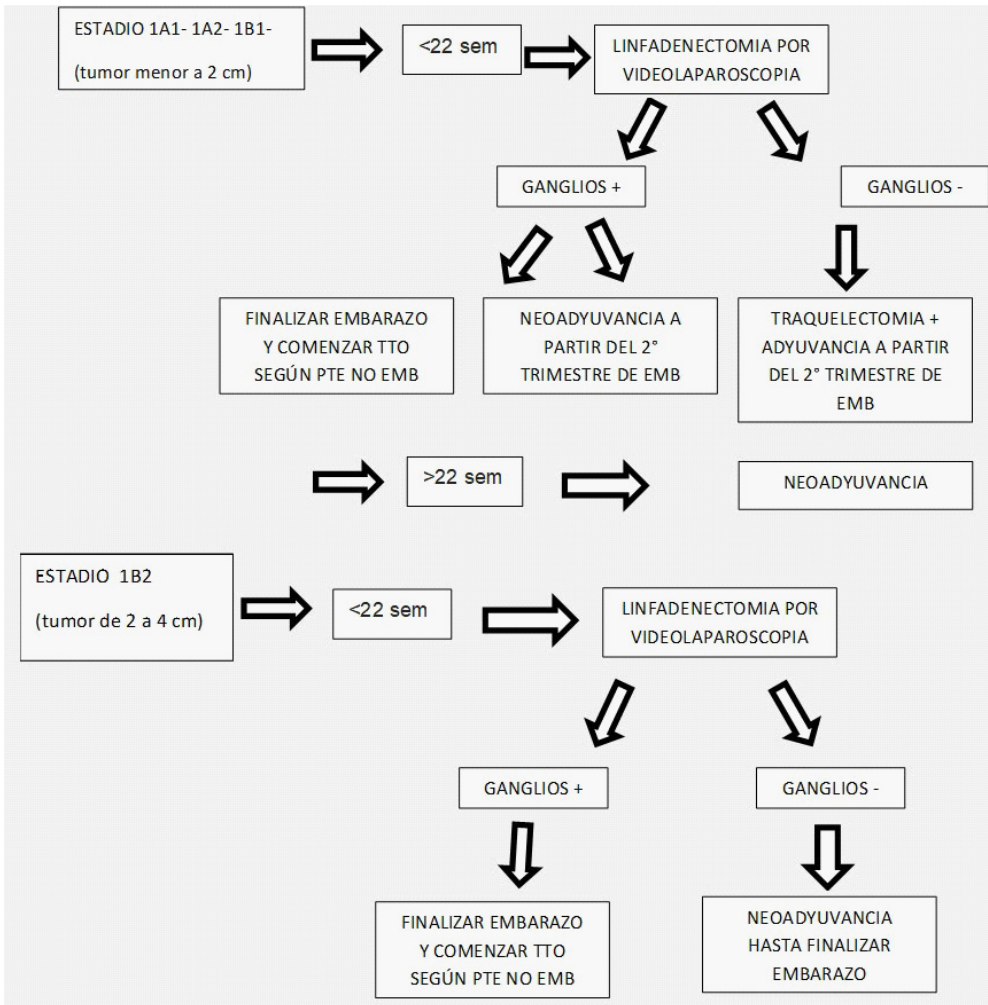 ESTADIO 1A1- 1A2- 1B1-
(tumor menor a 2 cm)
<22 sem
LINFADENECTOMIA POR
VIDEOLAPAROSCOPIA
GANGLIOS +
GANGLIOS -
FINALIZAR EMBARAZO
Y COMENZAR TTO
SEGÚN PTE NO EMB
NEOADYUVANCIA A
PARTIR DEL 2°
TRIMESTRE DE EMB
TRAQUELECTOMIA +
ADYUVANCIA A PARTIR
DEL 2° TRIMESTRE DE
EMB
>22 sem
NEOADYUVANCIA
ESTADIO 1B2
(tumor de 2 a 4 cm)
<22 sem
LINFADENECTOMIA POR
VIDEOLAPAROSCOPIA
GANGLIOS +
GANGLIOS -
FINALIZAR EMBARAZO
Y COMENZAR TTO
SEGÚN PTE NO EMB
NEOADYUVANCIA
HASTA FINALIZAR
EMBARAZO